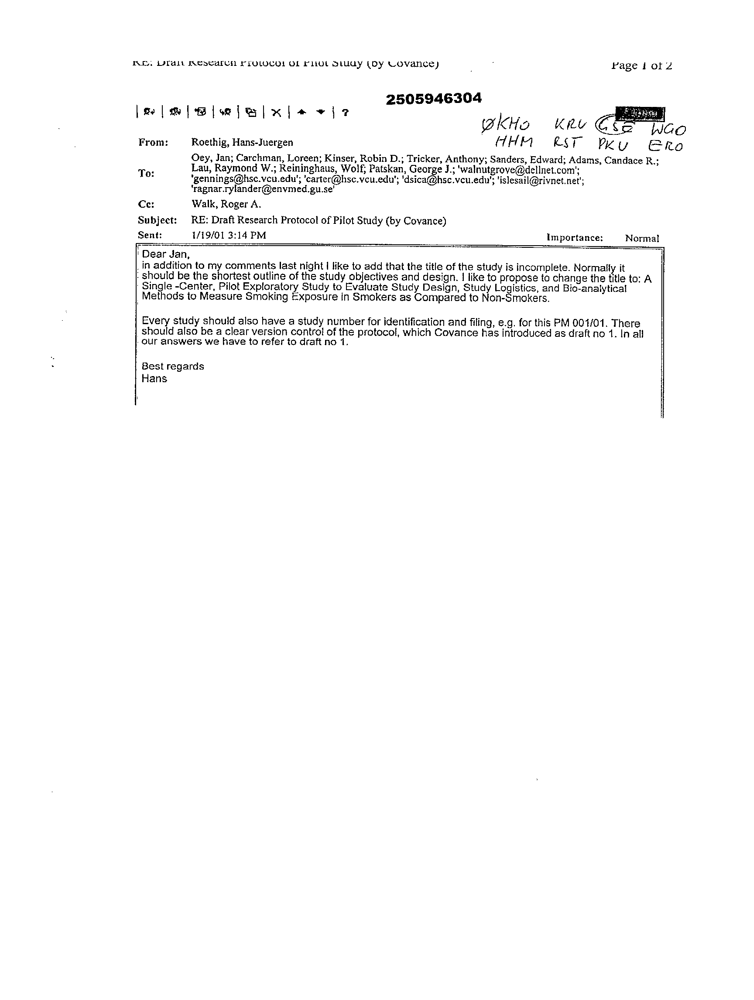 RE: Draft Research Protocol of Pilot Study (by Covance)
Page 1 of 2
2505946304
ØKHO KRU GSE WGO
HHM RST PKU ERO
From: Roethig, Hans-Juergen
To: Oey, Jan; Carchman, Loreen; Kinser, Robin D.; Tricker, Anthony; Sanders, Edward; Adams, Candace R.;
Lau, Raymond W.; Reininghaus, Wolf; Patskan, George J.; 'walnutgrove@dellnet.com';
'gennings@hsc.vcu.edu'; 'carter@hsc.vcu.edu'; 'dsica@hsc.vcu.edu'; 'islesail@rivnet.net';
'ragnar.rylander@envmed.gu.se'
Cc: Walk, Roger A.
Subject: RE: Draft Research Protocol of Pilot Study (by Covance)
Sent: 1/19/01 3:14 PM Importance: Normal
Dear Jan,
in addition to my comments last night I like to add that the title of the study is incomplete. Normally it
should be the shortest outline of the study objectives and design. I like to propose to change the title to: A
Single -Center, Pilot Exploratory Study to Evaluate Study Design, Study Logistics, and Bio-analytical
Methods to Measure Smoking Exposure in Smokers as Compared to Non-Smokers.
Every study should also have a study number for identification and filing, e.g. for this PM 001/01. There
should also be a clear version control of the protocol, which Covance has introduced as draft no 1. In all
our answers we have to refer to draft no 1.
Best regards
Hans